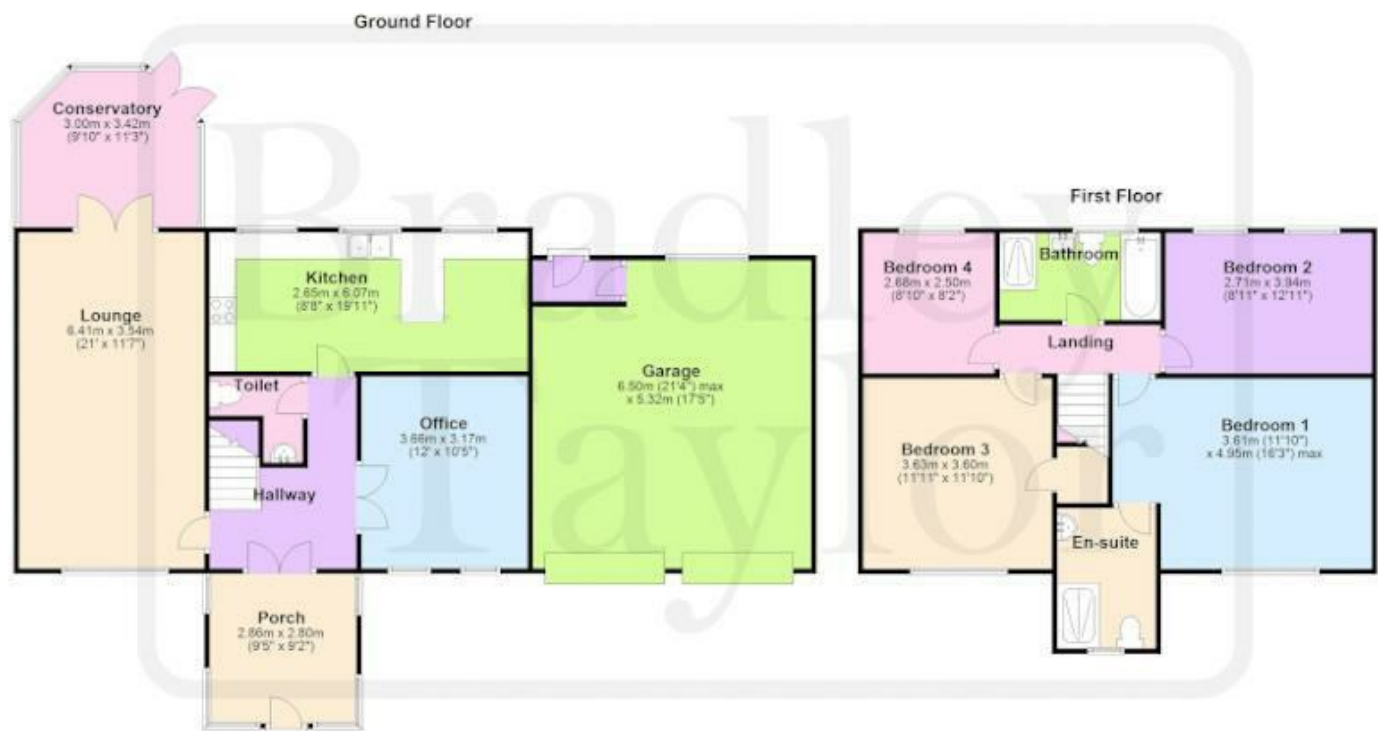 Ground Floor
Conservatory
3.00m x 3.42m
(9'10" x 11'3")
Kitchen
2.65m x 6.07m
(8'8" x 19'11")
Lounge
6.41m x 3.54m
(21' x 11'7")
Toilet
Garage
6.50m (21'4") max
x 5.32m (17'5")
Office
3.66m x 3.17m
(12' x 10'5")
Hallway
Porch
2.86m x 2.80m
(9'5" x 9'2")
First Floor
Bedroom 4
2.68m x 2.50m
(8'10" x 8'2")
Bathroom
Bedroom 2
2.71m x 3.94m
(8'11" x 12'11")
Landing
Bedroom 3
3.63m x 3.60m
(11'11" x 11'10")
Bedroom 1
3.61m (11'10")
x 4.95m (16'3") max
En-suite
Bradley
Taylor